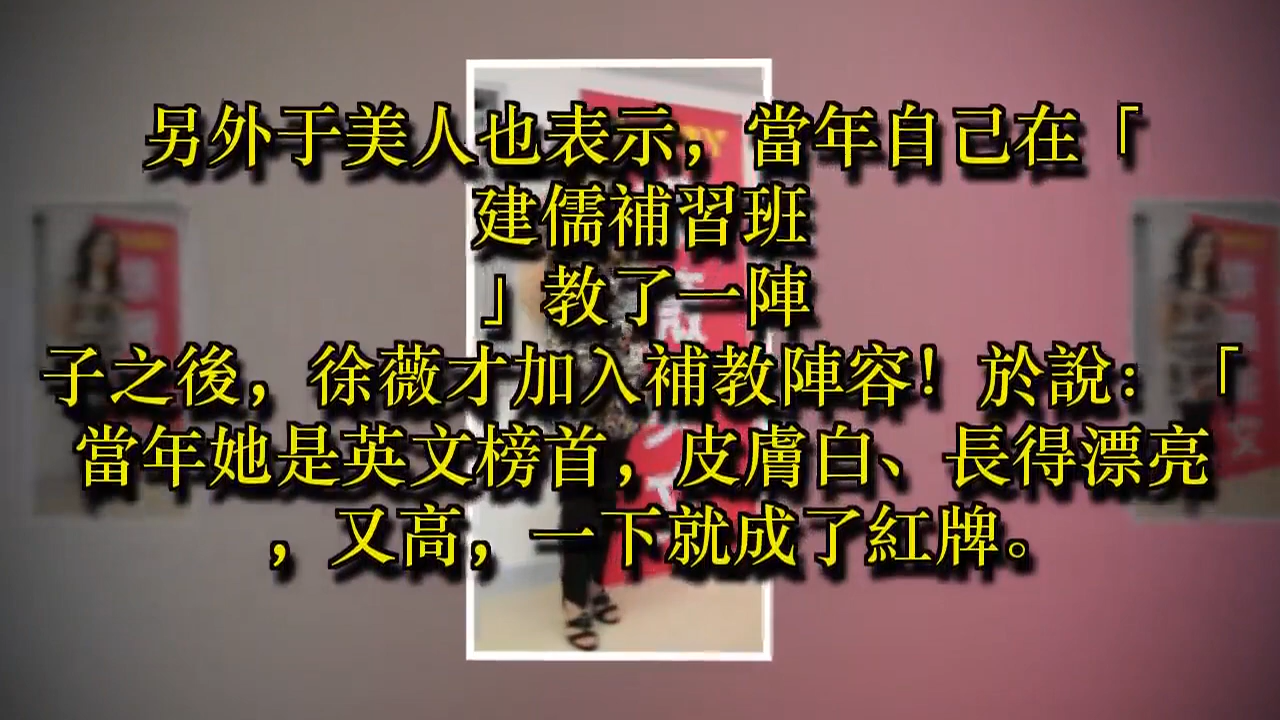 另外于美人也表示，當年自己在「
建儒補習班
」教了一陣
子之後，徐薇才加入補教陣容！於說：「
當年她是英文榜首，皮膚白、長得漂亮
，又高，一下就成了紅牌。